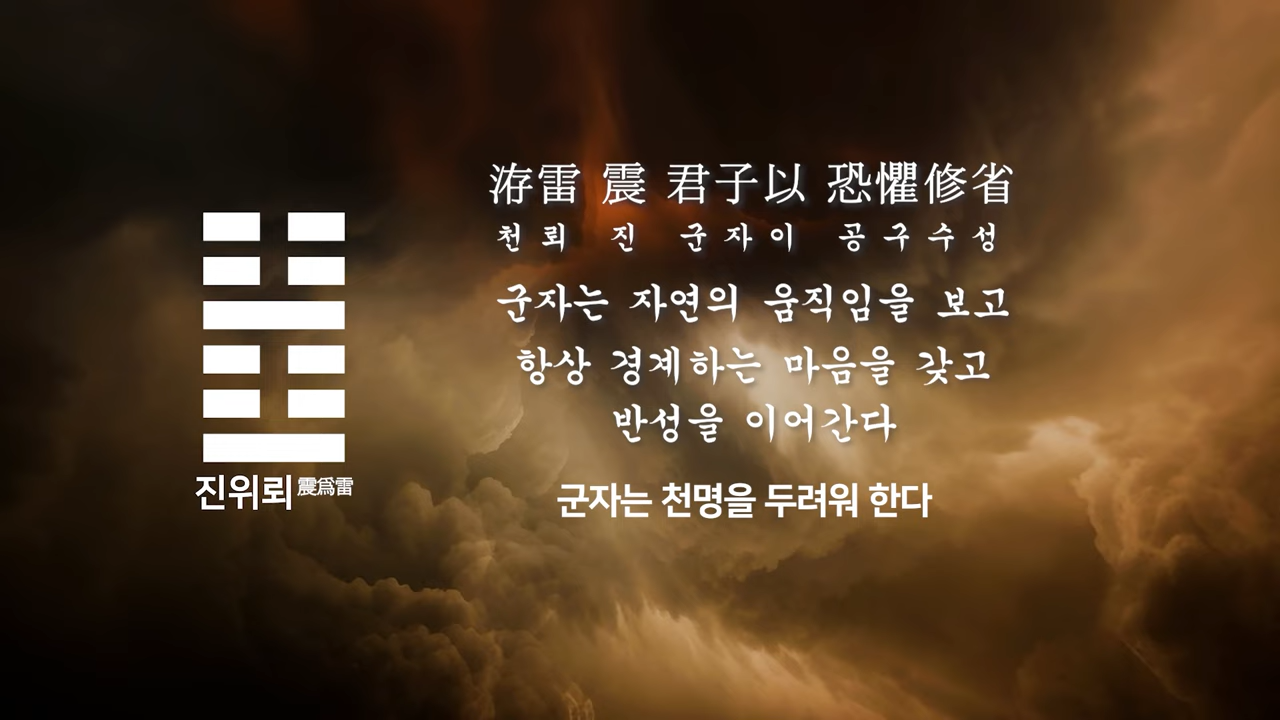 洊雷 震 君子以 恐懼修省
천뢰 진 군자이 공구수성
군자는 자연의 움직임을 보고
항상 경계하는 마음을 갖고
반성을 이어간다
군자는 천명을 두려워 한다
진위뢰 震爲雷